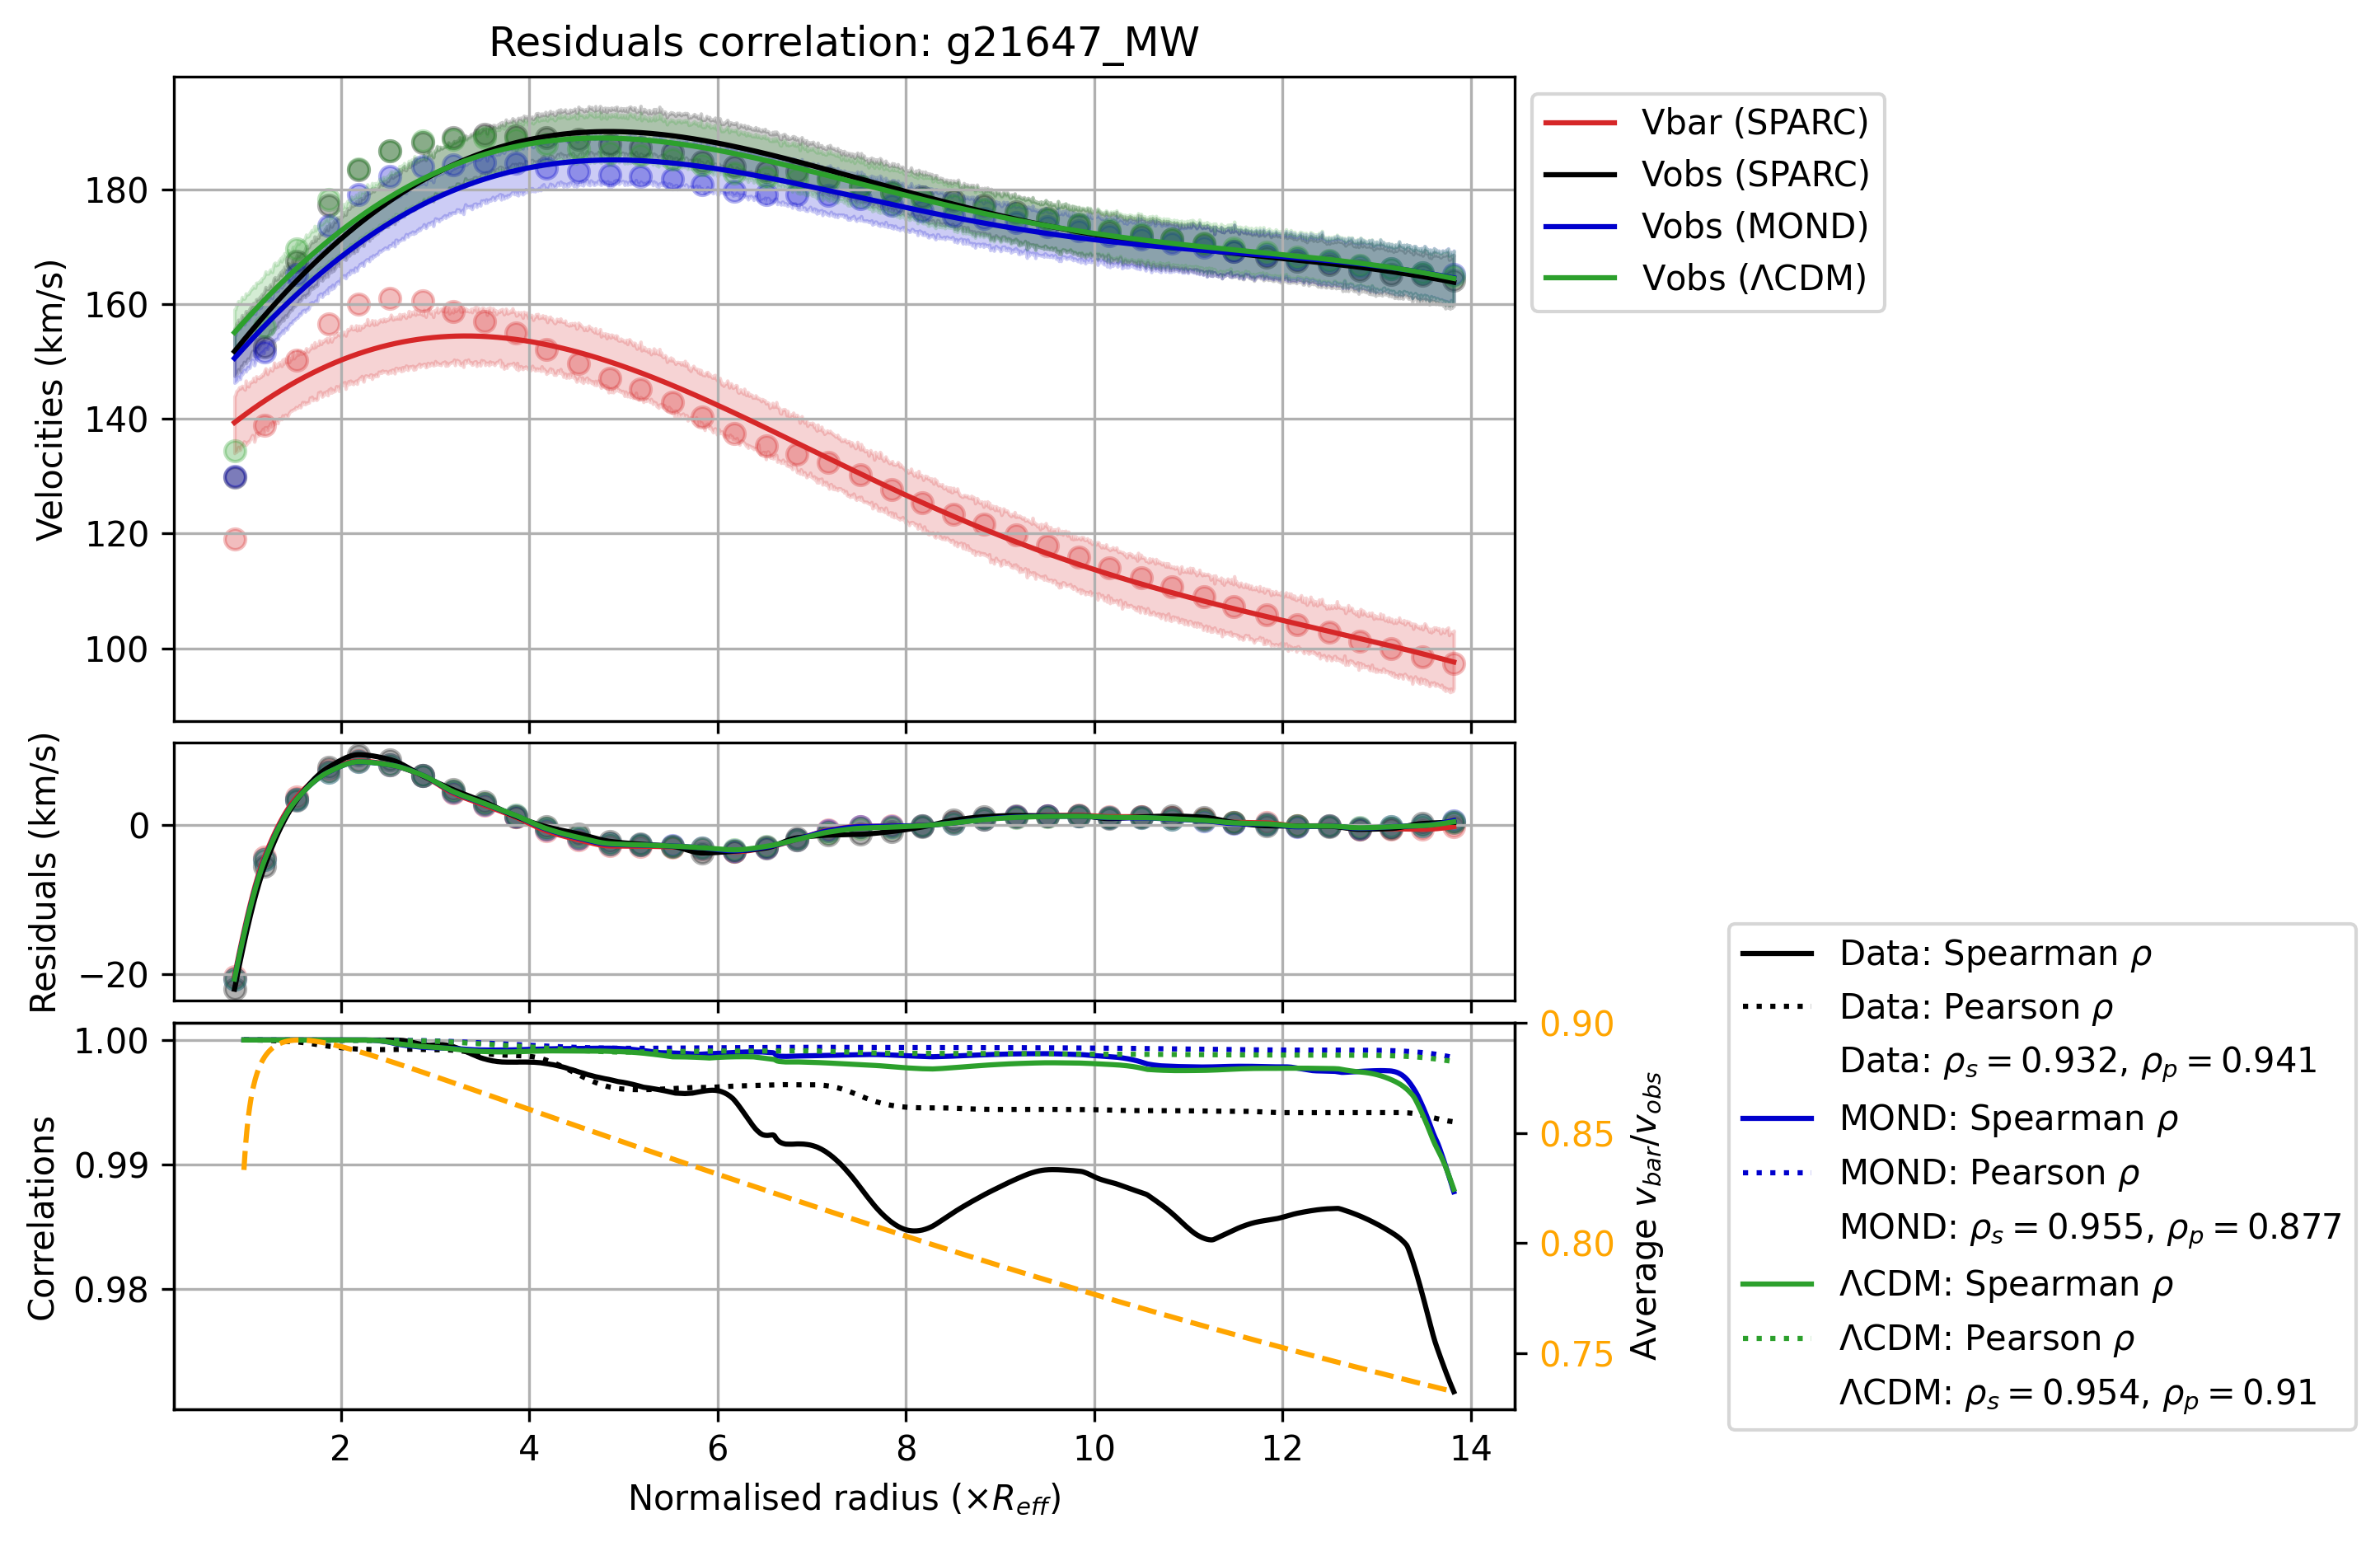 Residuals correlation: g21647_MW
Velocities (km/s)
180
160
140
120
100
Vbar (SPARC)
Vobs (SPARC)
Vobs (MOND)
Vobs (ΛCDM)
Residuals (km/s)
0
−20
Correlations
1.00
0.99
0.98
0.90
0.85
0.80
0.75
Average v_bar/v_obs
2 4 6 8 10 12 14
Normalised radius (×R_eff)
Data: Spearman ρ
Data: Pearson ρ
Data: ρ_s = 0.932, ρ_p = 0.941
MOND: Spearman ρ
MOND: Pearson ρ
MOND: ρ_s = 0.955, ρ_p = 0.877
ΛCDM: Spearman ρ
ΛCDM: Pearson ρ
ΛCDM: ρ_s = 0.954, ρ_p = 0.91